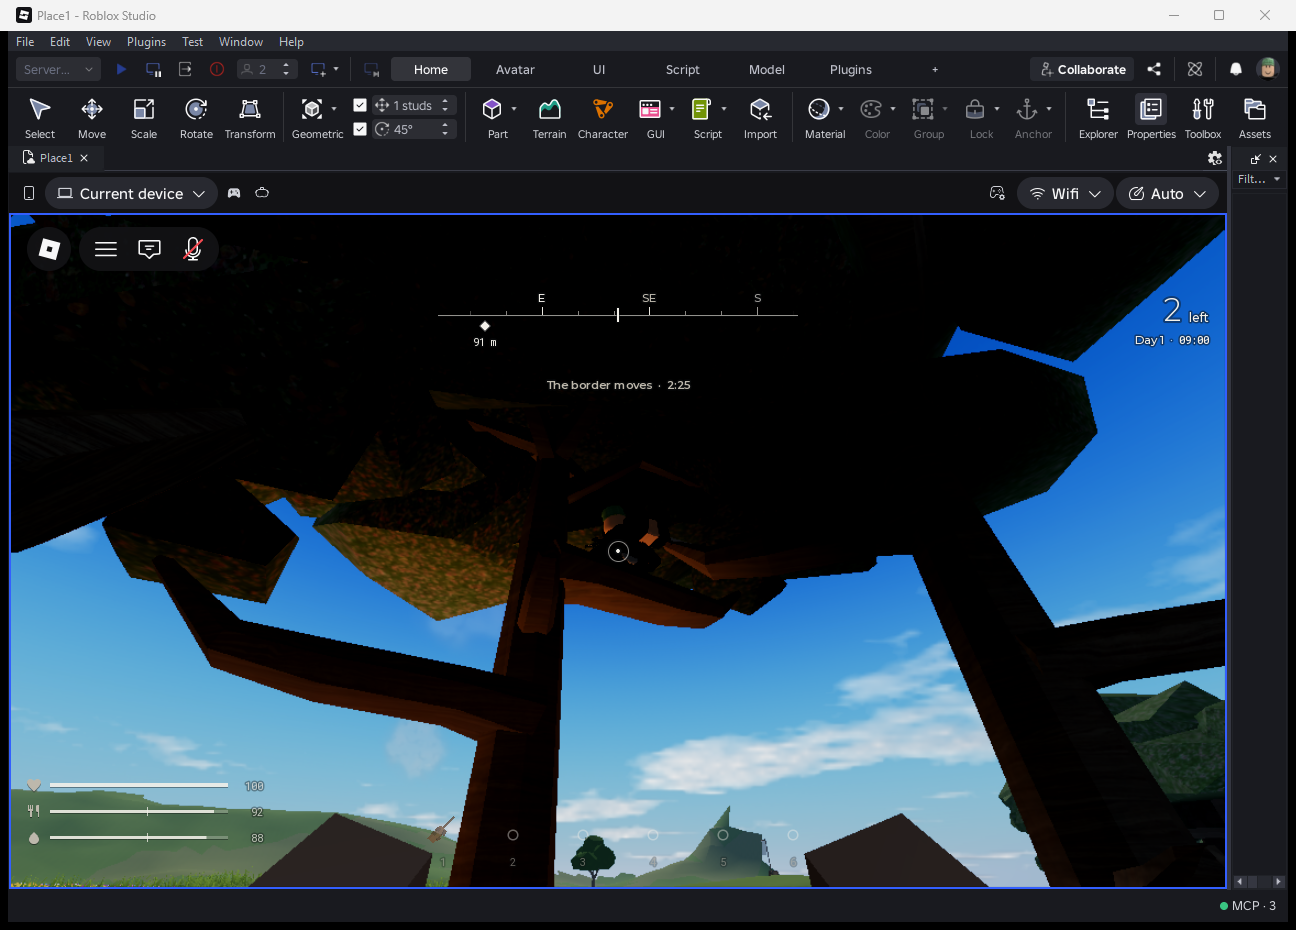 Place1 - Roblox Studio
File Edit View Plugins Test Window Help
Server... 2 Home Avatar UI Script Model Plugins + Collaborate
1 studs
45°
Select Move Scale Rotate Transform Geometric Part Terrain Character GUI Script Import Material Color Group Lock Anchor Explorer Properties Toolbox Assets
Place1
Current device Wifi Auto Filt...
E SE S
91 m
2 left
Day 1 · 09:00
The border moves · 2:25
100
92
88
1 2 3 4 5 6
MCP · 3